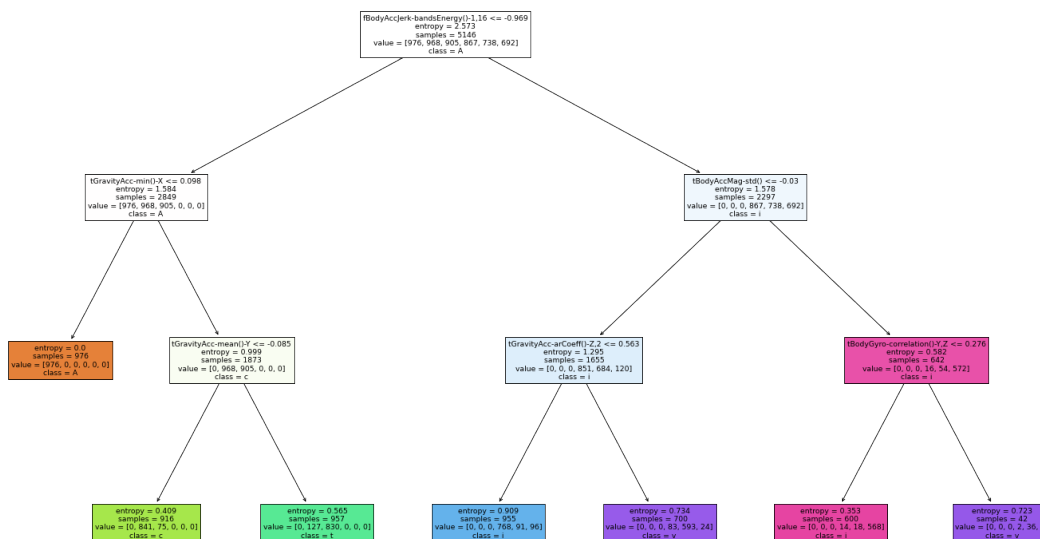 fBodyAccJerk-bandsEnergy()-1,16 <= -0.969
entropy = 2.573
samples = 5146
value = [976, 968, 905, 867, 738, 692]
class = A
tGravityAcc-min()-X <= 0.098
entropy = 1.584
samples = 2849
value = [976, 968, 905, 0, 0, 0]
class = A
tBodyAccMag-std() <= -0.03
entropy = 1.578
samples = 2297
value = [0, 0, 0, 867, 738, 692]
class = i
entropy = 0.0
samples = 976
value = [976, 0, 0, 0, 0, 0]
class = A
tGravityAcc-mean()-Y <= -0.085
entropy = 0.999
samples = 1873
value = [0, 968, 905, 0, 0, 0]
class = c
tGravityAcc-arCoeff()-Z,2 <= 0.563
entropy = 1.295
samples = 1655
value = [0, 0, 0, 851, 684, 120]
class = i
tBodyGyro-correlation()-Y,Z <= 0.276
entropy = 0.582
samples = 642
value = [0, 0, 0, 16, 54, 572]
class = i
entropy = 0.409
samples = 916
value = [0, 841, 75, 0, 0, 0]
class = c
entropy = 0.565
samples = 957
value = [0, 127, 830, 0, 0, 0]
class = t
entropy = 0.909
samples = 955
value = [0, 0, 0, 768, 91, 96]
class = i
entropy = 0.734
samples = 700
value = [0, 0, 0, 83, 593, 24]
class = v
entropy = 0.353
samples = 600
value = [0, 0, 0, 14, 18, 568]
class = i
entropy = 0.723
samples = 42
value = [0, 0, 0, 2, 36,
class = v